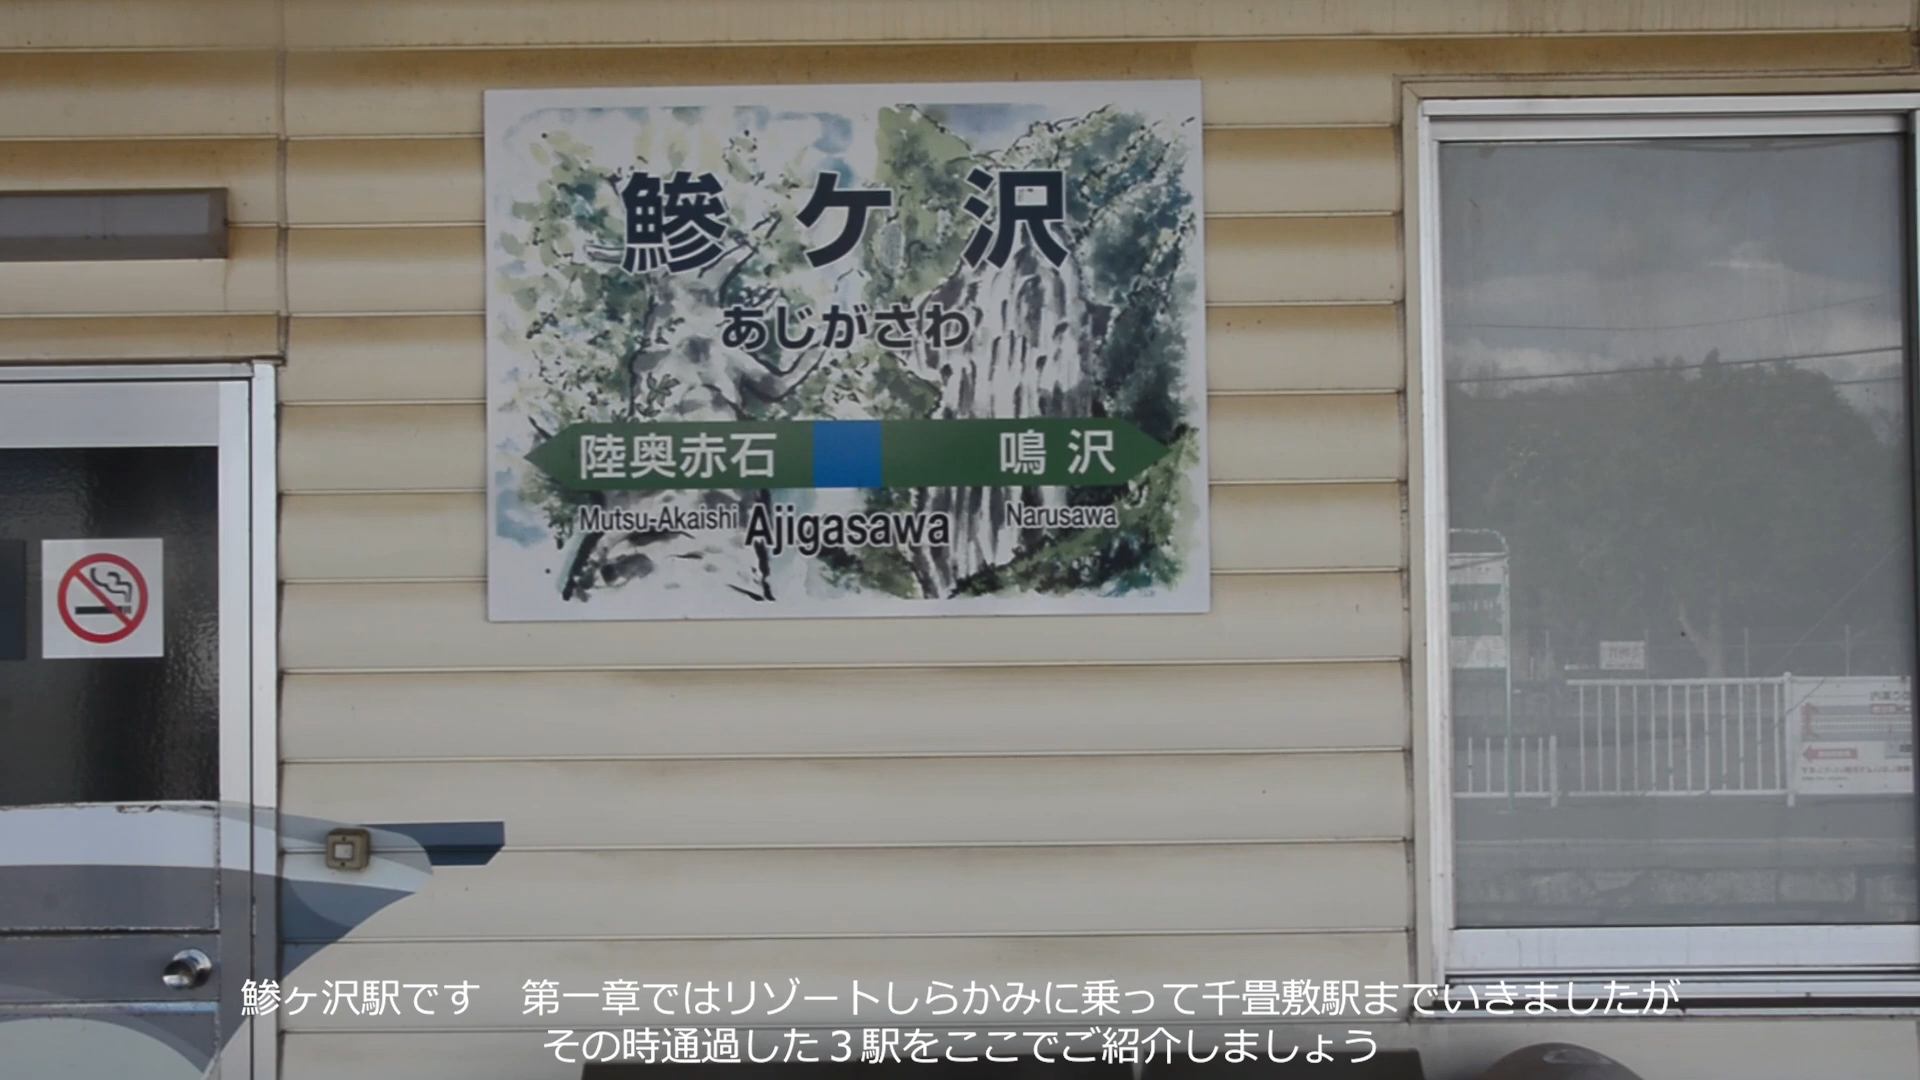 鰺ケ沢
あじがさわ
陸奥赤石 鳴沢
Mutsu-Akaishi Ajigasawa Narusawa
鯵ヶ沢駅です　第一章ではリゾートしらかみに乗って千畳敷駅までいきましたが
その時通過した３駅をここでご紹介しましょう